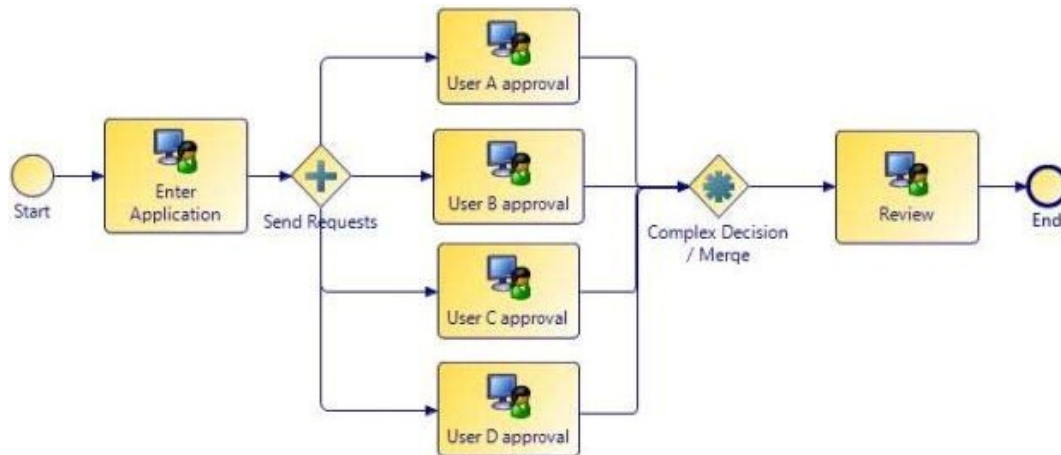 Start
Enter
Application
Send Requests
User A approval
User B approval
User C approval
User D approval
Complex Decision
/ Merge
Review
End